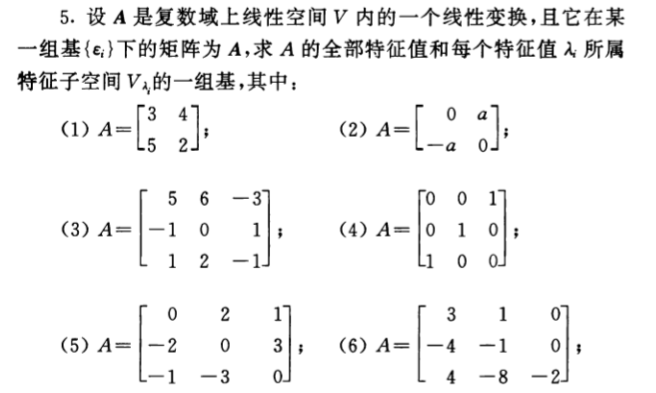 5. 设 A 是复数域上线性空间 V 内的一个线性变换,且它在某
一组基{εᵢ}下的矩阵为 A,求 A 的全部特征值和每个特征值 λᵢ 所属
特征子空间 V_{λᵢ}的一组基,其中:
(1) A=[3 4; 5 2]; (2) A=[0 a; -a 0];
(3) A=[5 6 -3; -1 0 1; 1 2 -1]; (4) A=[0 0 1; 0 1 0; 1 0 0];
(5) A=[0 2 1; -2 0 3; -1 -3 0]; (6) A=[3 1 0; -4 -1 0; 4 -8 -2];